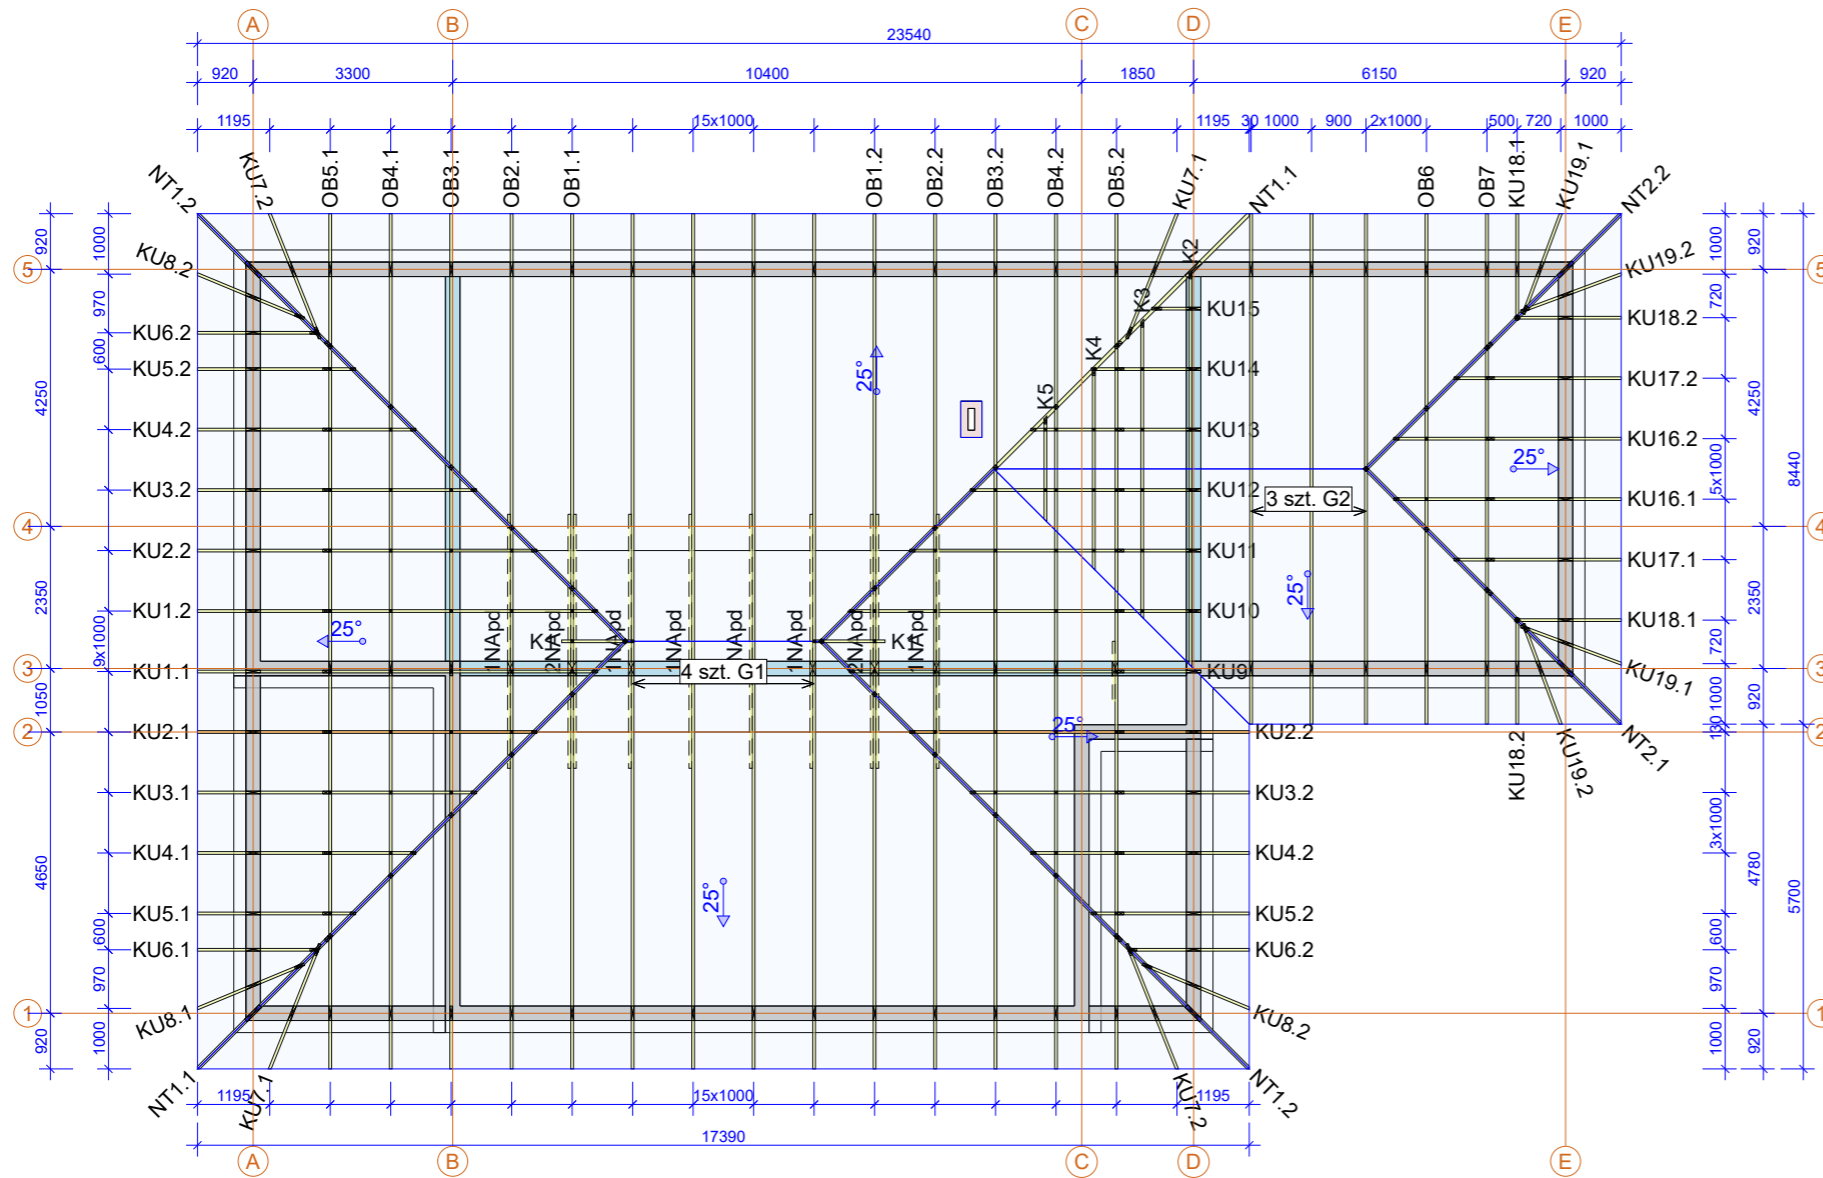 A B C D E
23540
920 3300 10400 1850 6150 920
1195 15x1000 1195 30 1000 900 2x1000 500 720 1000
NT1.2 KU7.2 OB5.1 OB4.1 OB3.1 OB2.1 OB1.1 OB1.2 OB2.2 OB3.2 OB4.2 OB5.2 KU7.1 NT1.1 OB6 OB7 KU18.1 KU19.1 NT2.2
920 1000 KU8.2 K2 KU19.2 1000 920
5 5
970 KU6.2 K3 KU15 KU18.2 720
600 KU5.2 25° K4 KU14 KU17.2
4250 KU4.2 K5 KU13 KU16.2 4250
KU3.2 KU12 25° 3 szt. G2 KU16.1 5x1000 8440
4 4
KU2.2 KU11 KU17.1
2350 KU1.2 25° KU10 25° KU18.1 2350
25° K1 1NApd 2NApd 1NApd 1NApd 1NApd 1NApd 2NApd 1NApd K1 720
9x1000
3 KU1.1 4 szt. G1 KU9 KU19.1 3
1050 1000 920
2 KU2.1 25° KU2.2 KU18.2 KU19.2 NT2.1 130 2
KU3.1 KU3.2
4650 KU4.1 KU4.2 3x1000 4780 5700
KU5.1 25° KU5.2
600 KU6.1 KU6.2 600
970 970
1 KU8.1 KU8.2 1
920 1000 1000 920
NT1.1 KU7.1 KU7.2 NT1.2
1195 15x1000 1195
17390
A B C D E